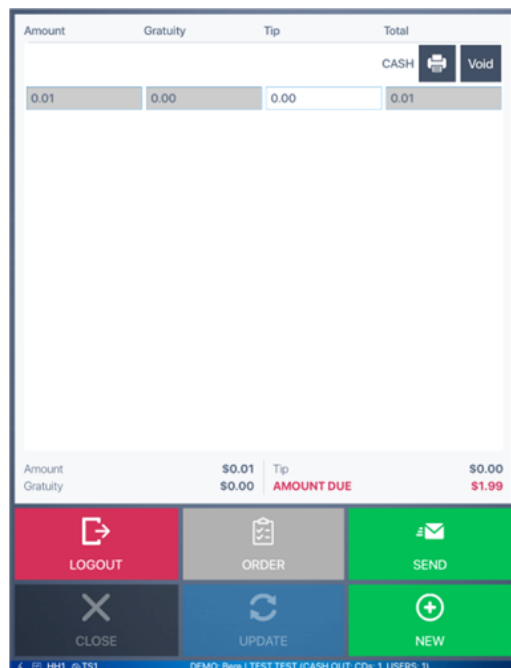 Amount Gratuity Tip Total
CASH Void
0.01 0.00 0.00 0.01
Amount $0.01 Tip $0.00
Gratuity $0.00 AMOUNT DUE $1.99
LOGOUT ORDER SEND
CLOSE UPDATE NEW
HH1 TS1 DEMO: Bere | TEST TEST (CASH OUT: CDs: 1, USERS: 1)